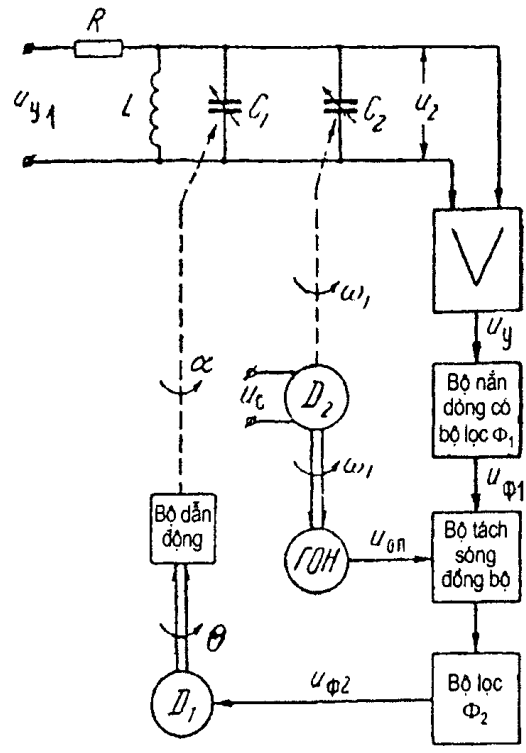 R
u_y1
L
C_1
C_2
u_2
u_y
ω_1
α
u_c
D_2
Bộ nắn
dòng có
bộ lọc Φ_1
ω_1
u_Φ1
Bộ dẫn
động
ГОН
u_оп
Bộ tách
sóng
đồng bộ
θ
D_1
u_Φ2
Bộ lọc
Φ_2